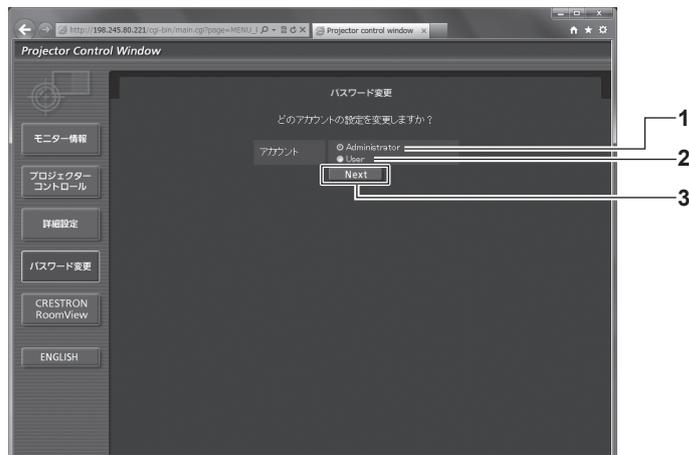 http://198.245.80.221/cgi-bin/main.cgi?page=MENU_
Projector control window
Projector Control Window
パスワード変更
どのアカウントの設定を変更しますか？
アカウント
Administrator
User
Next
モニター情報
プロジェクター
コントロール
詳細設定
パスワード変更
CRESTRON
RoomView
ENGLISH
1
2
3